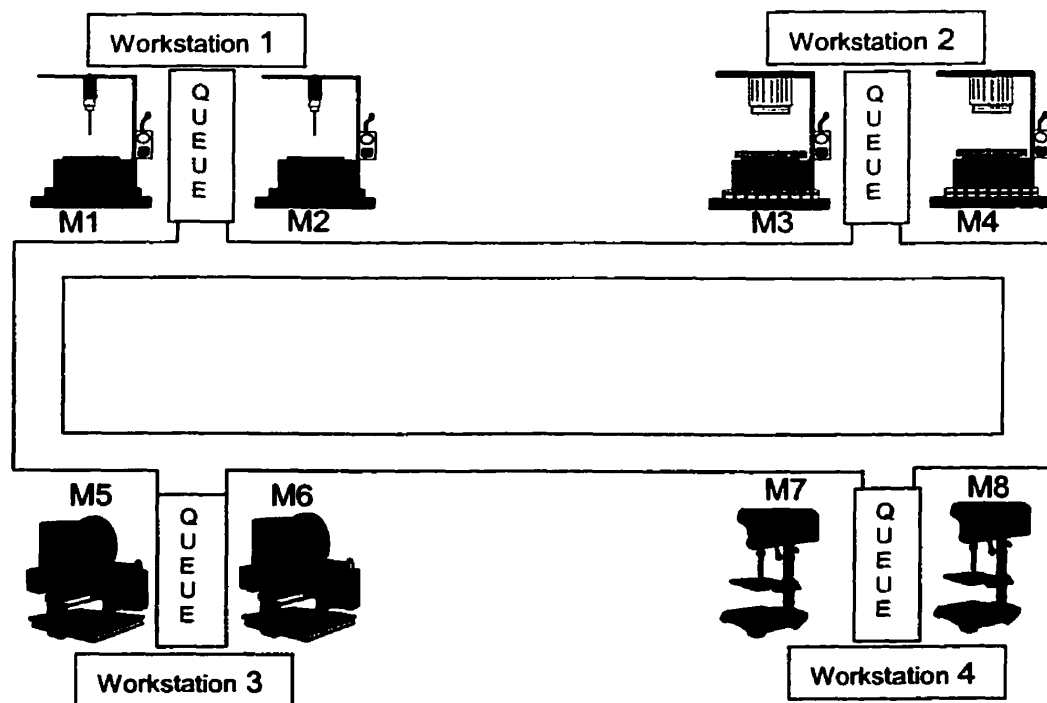 Workstation 1
Workstation 2
QUEUE
QUEUE
M1
M2
M3
M4
M5
M6
M7
M8
QUEUE
QUEUE
Workstation 3
Workstation 4